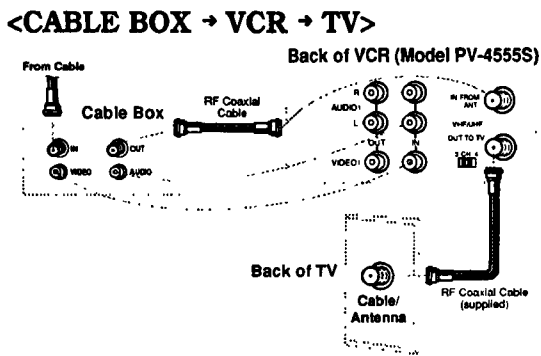 <CABLE BOX → VCR → TV>
Back of VCR (Model PV-4555S)
From Cable
Cable Box
RF Coaxial
Cable
R
AUDIO1
L
IN FROM
ANT
VHF/UHF
OUT TO TV
3 CH 4
IN
OUT
OUT
IN
VIDEO
AUDIO
VIDEO1
Back of TV
Cable/
Antenna
RF Coaxial Cable
(supplied)